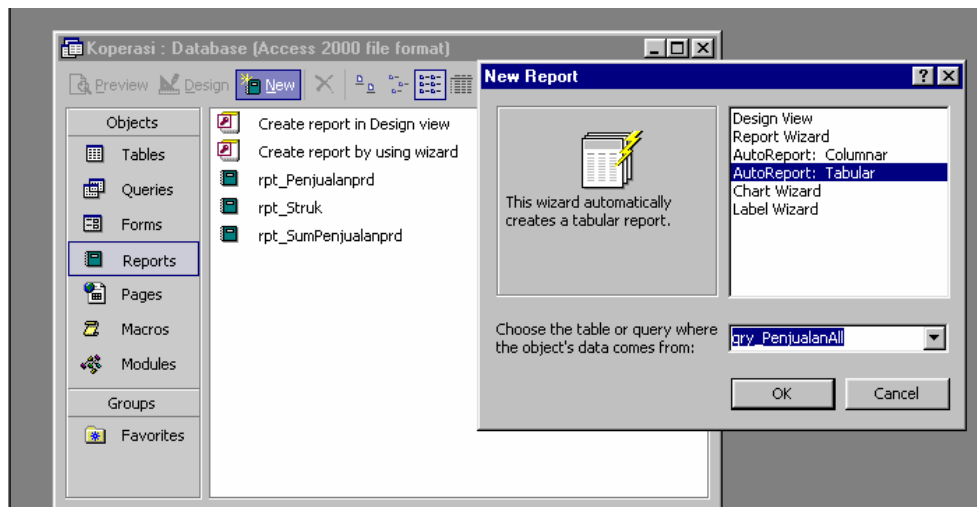 Koperasi : Database (Access 2000 file format)
Preview Design New
Objects
Tables
Queries
Forms
Reports
Pages
Macros
Modules
Groups
Favorites
Create report in Design view
Create report by using wizard
rpt_Penjualanprd
rpt_Struk
rpt_SumPenjualanprd
New Report
This wizard automatically
creates a tabular report.
Design View
Report Wizard
AutoReport: Columnar
AutoReport: Tabular
Chart Wizard
Label Wizard
Choose the table or query where
the object's data comes from:
qry_PenjualanAll
OK Cancel